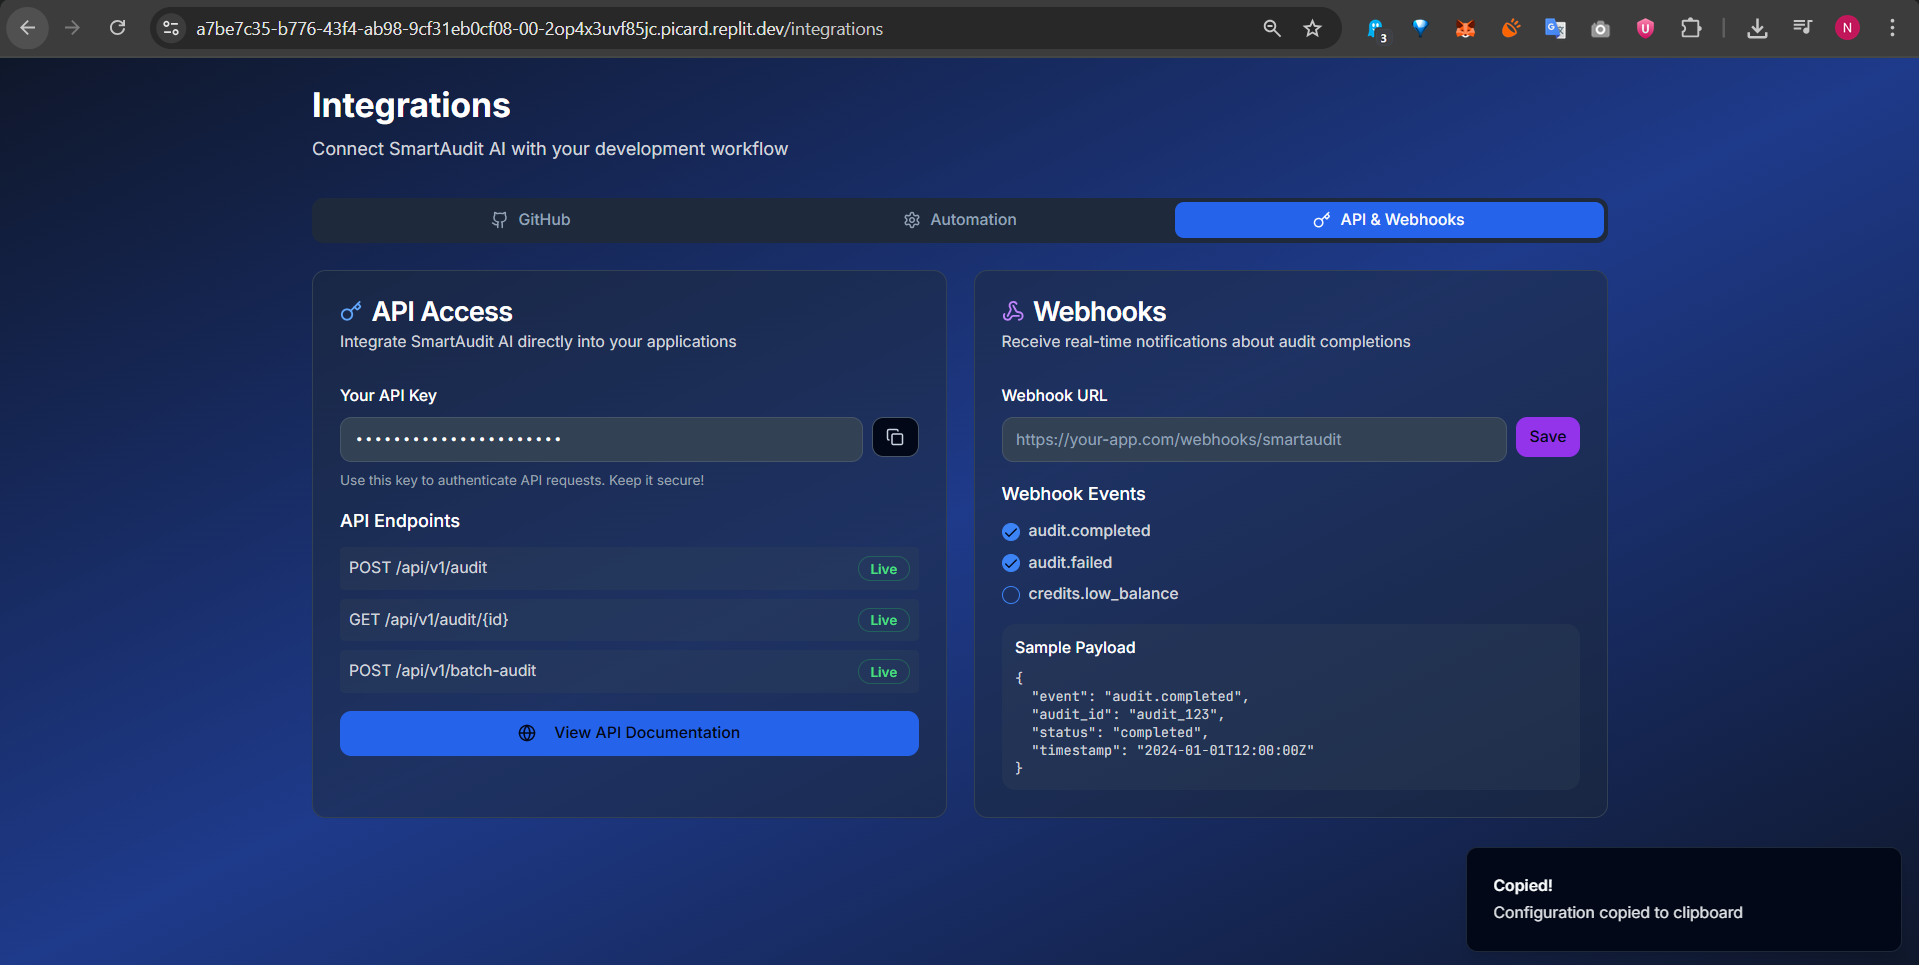 a7be7c35-b776-43f4-ab98-9cf31eb0cf08-00-2op4x3uvf85jc.picard.replit.dev/integrations
3
U
N
Integrations
Connect SmartAudit AI with your development workflow
GitHub
Automation
API & Webhooks
API Access
Integrate SmartAudit AI directly into your applications
Your API Key
••••••••••••••••••••••
Use this key to authenticate API requests. Keep it secure!
API Endpoints
POST /api/v1/audit
Live
GET /api/v1/audit/{id}
Live
POST /api/v1/batch-audit
Live
View API Documentation
Webhooks
Receive real-time notifications about audit completions
Webhook URL
https://your-app.com/webhooks/smartaudit
Save
Webhook Events
audit.completed
audit.failed
credits.low_balance
Sample Payload
{
"event": "audit.completed",
"audit_id": "audit_123",
"status": "completed",
"timestamp": "2024-01-01T12:00:00Z"
}
Copied!
Configuration copied to clipboard